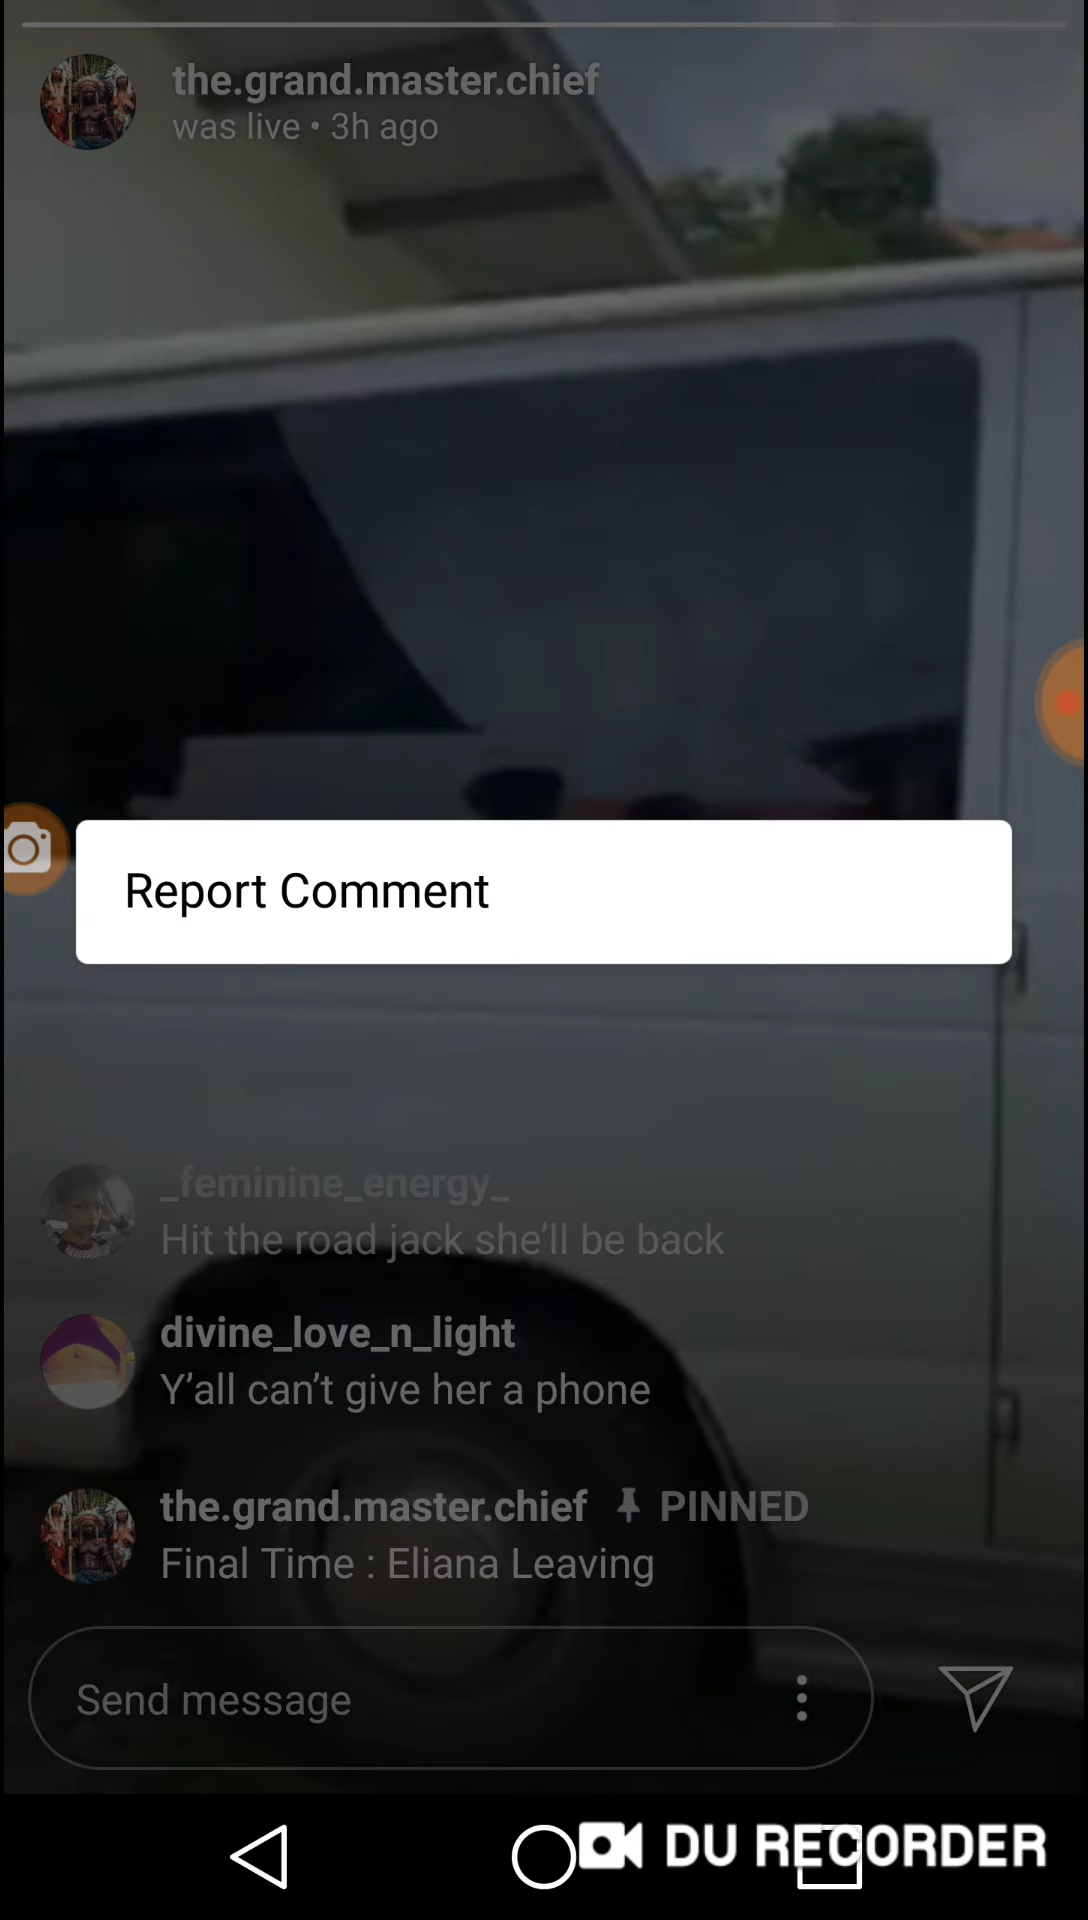 the.grand.master.chief
was live • 3h ago
Report Comment
_feminine_energy_
Hit the road jack she’ll be back
divine_love_n_light
Y’all can’t give her a phone
the.grand.master.chief PINNED
Final Time : Eliana Leaving
Send message
DU RECORDER